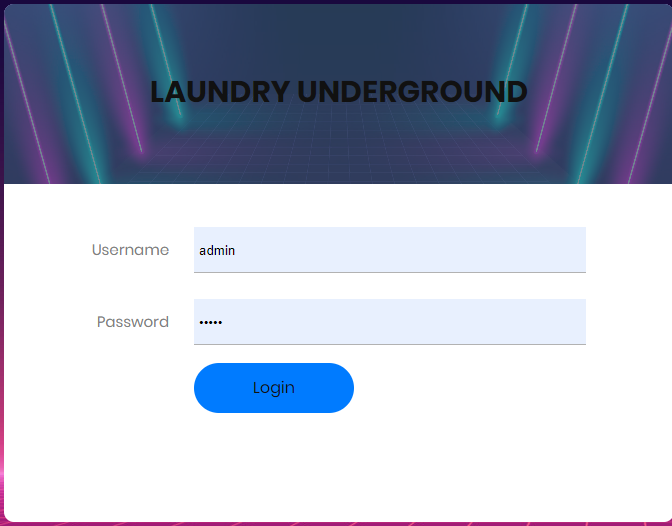 LAUNDRY UNDERGROUND
Username
admin
Password
•••••
Login